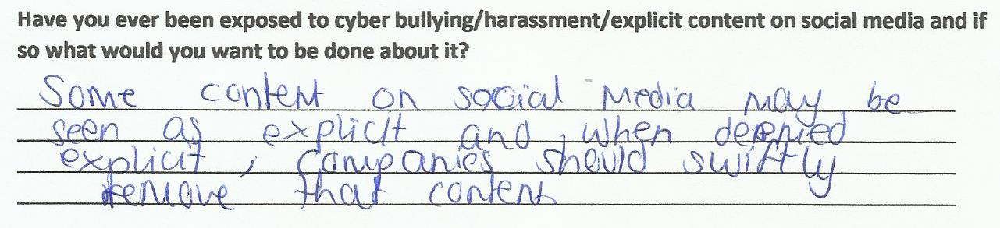 Have you ever been exposed to cyber bullying/harassment/explicit content on social media and if
so what would you want to be done about it?
Some content on social Media may be
seen as explicit and, when
explicit, companies should swiftly
remove that content